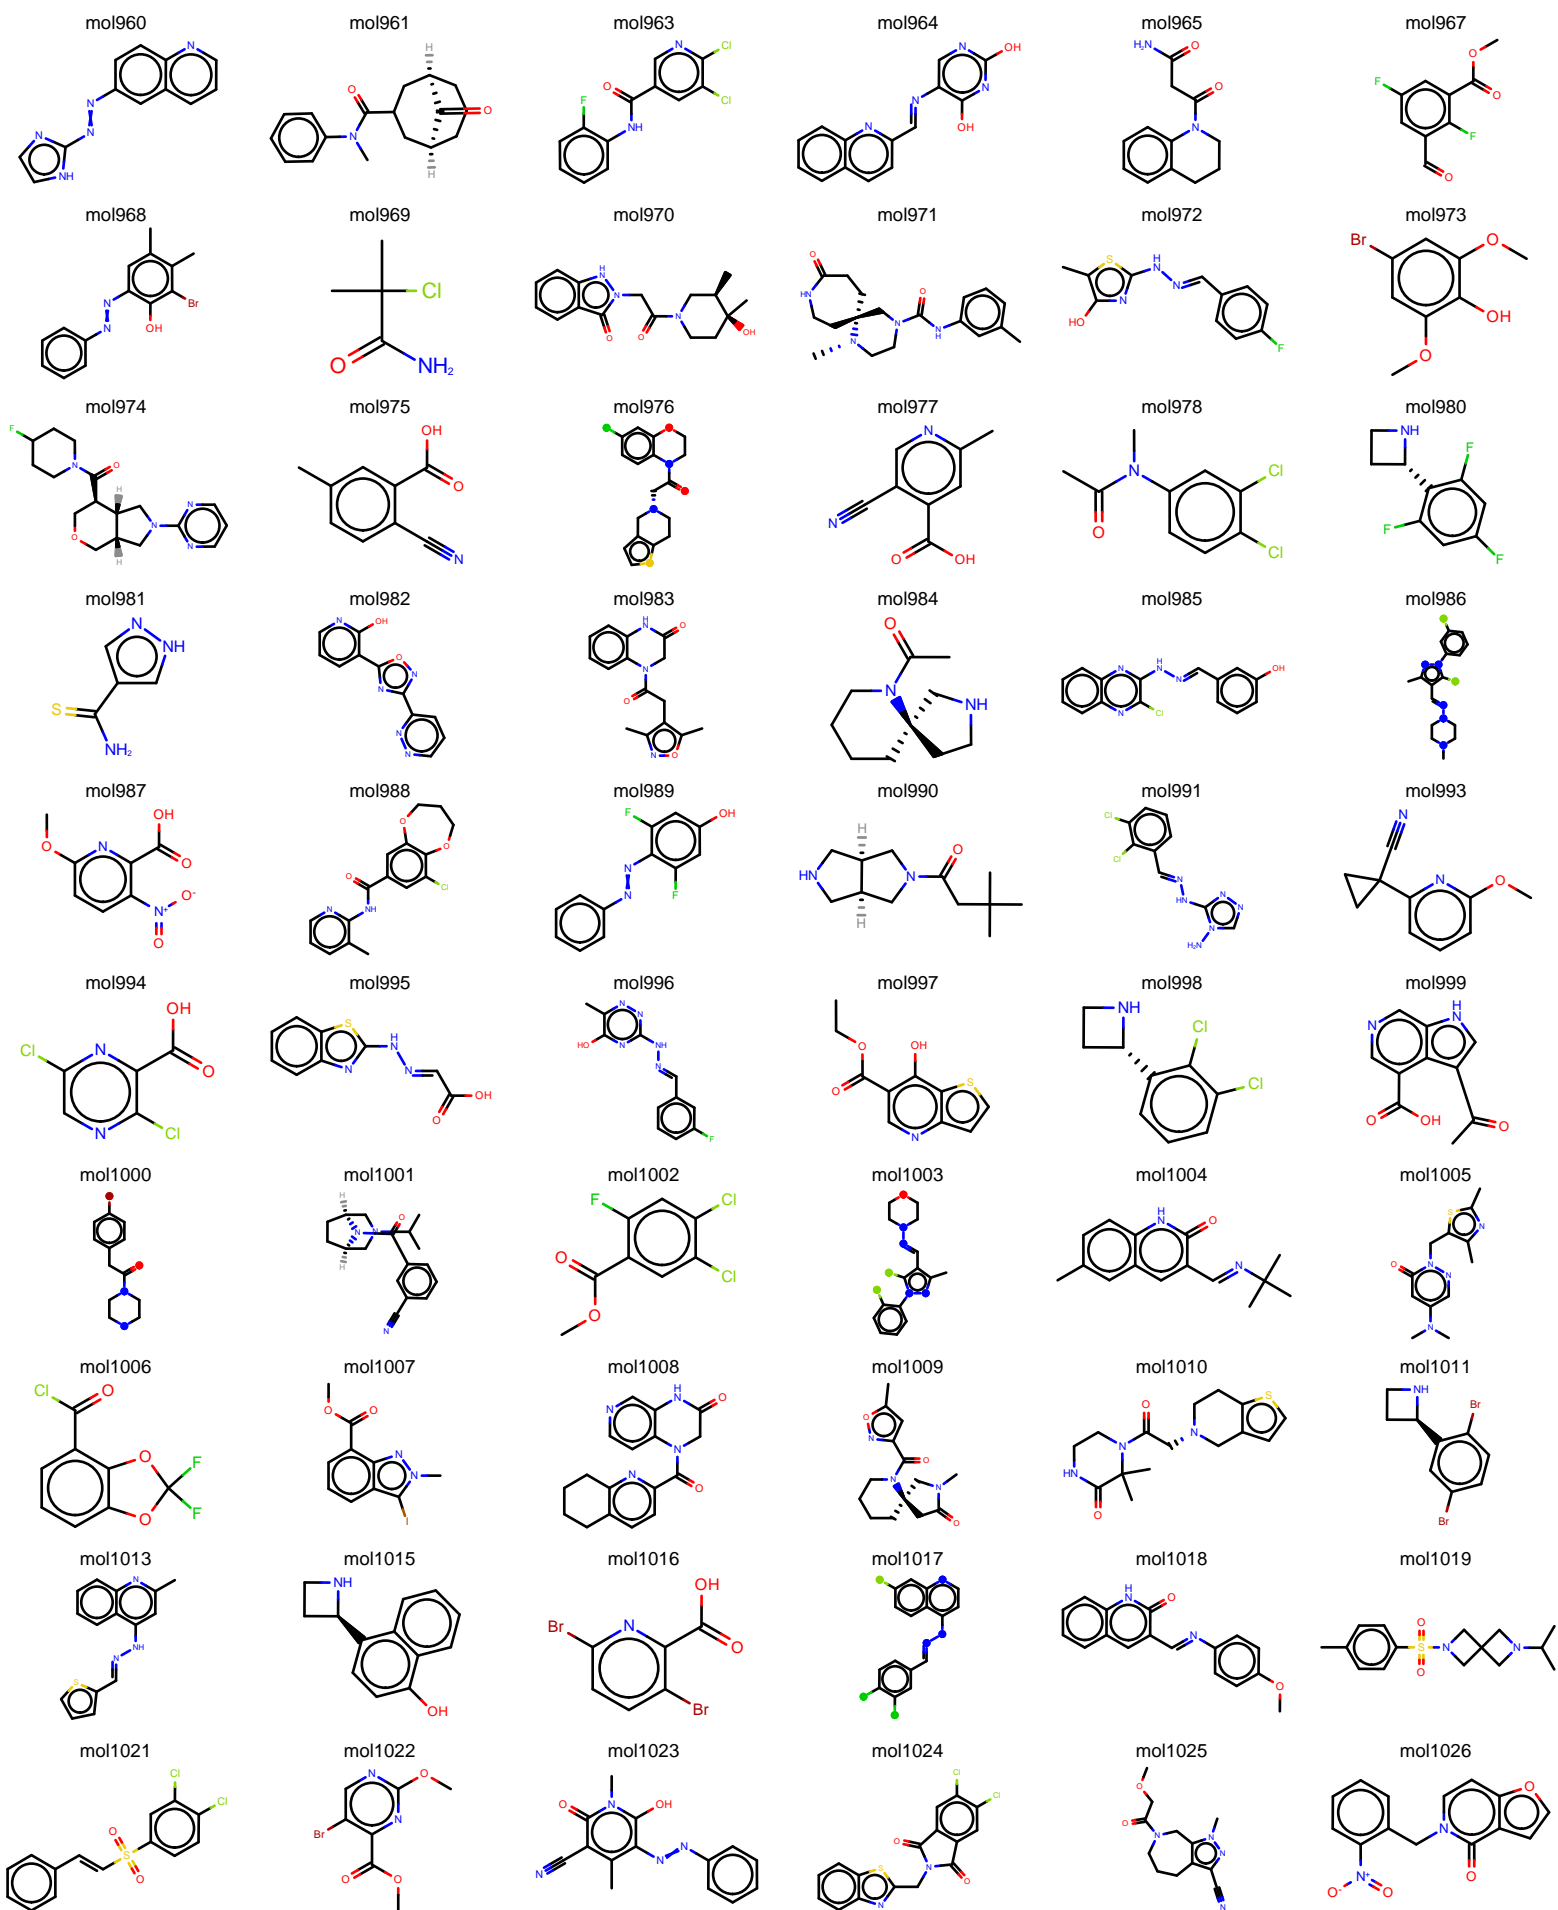 mol960 mol961 mol963 mol964 mol965 mol967
mol968 mol969 mol970 mol971 mol972 mol973
mol974 mol975 mol976 mol977 mol978 mol980
mol981 mol982 mol983 mol984 mol985 mol986
mol987 mol988 mol989 mol990 mol991 mol993
mol994 mol995 mol996 mol997 mol998 mol999
mol1000 mol1001 mol1002 mol1003 mol1004 mol1005
mol1006 mol1007 mol1008 mol1009 mol1010 mol1011
mol1013 mol1015 mol1016 mol1017 mol1018 mol1019
mol1021 mol1022 mol1023 mol1024 mol1025 mol1026